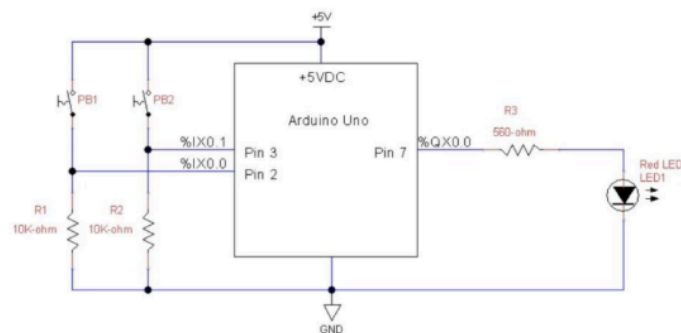 +5V
+5VDC
PB1
PB2
Arduino Uno
R3
560-ohm
%IX0.1
Pin 3
Pin 7
%QX0.0
%IX0.0
Pin 2
Red LED
LED1
R1
10K-ohm
R2
10K-ohm
GND